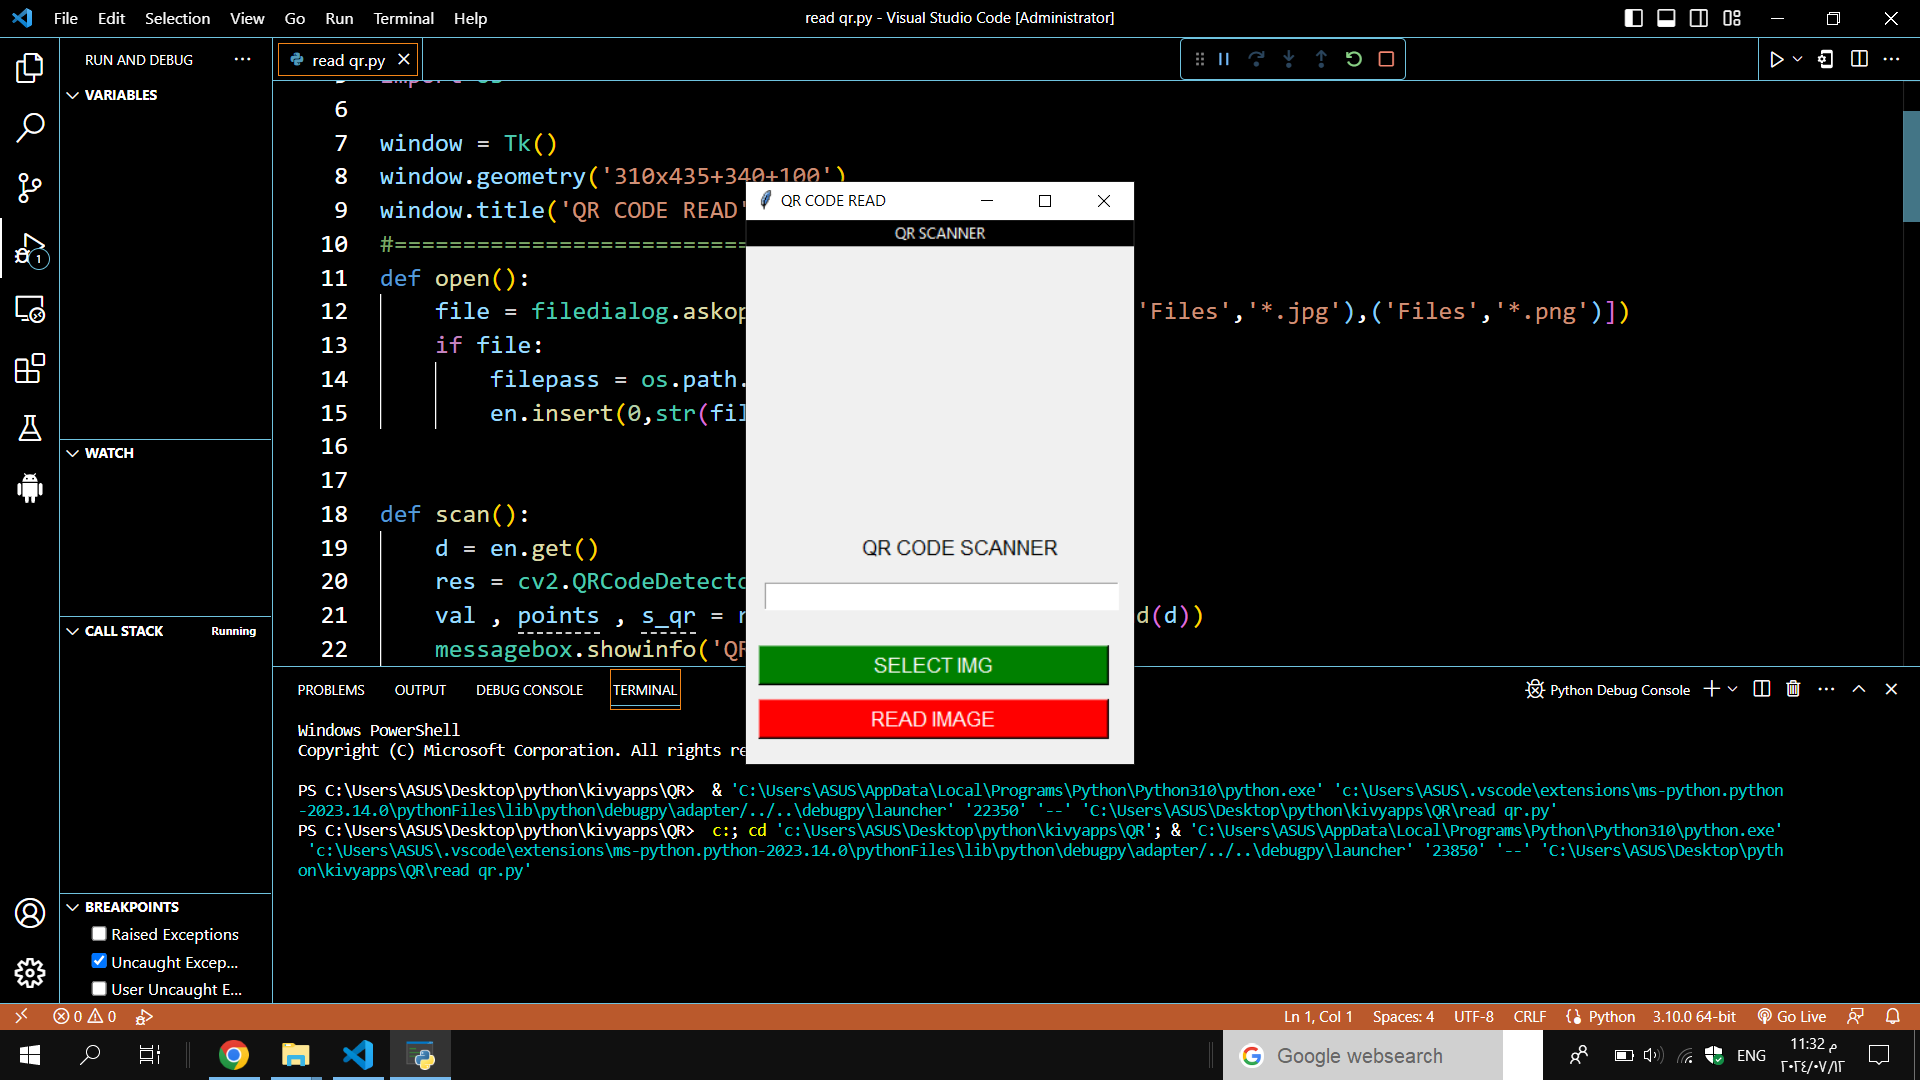 File Edit Selection View Go Run Terminal Help
read qr.py - Visual Studio Code [Administrator]
RUN AND DEBUG
read qr.py
VARIABLES
6
7 window = Tk()
8 window.geometry('310x435+340+100')
9 window.title('QR CODE READ'
10 #==========================
11 def open():
12 file = filedialog.askop 'Files','*.jpg'),('Files','*.png')])
13 if file:
14 filepass = os.path.
15 en.insert(0,str(fil
16
17
18 def scan():
19 d = en.get()
20 res = cv2.QRCodeDetecto
21 val , points , s_qr = r d(d))
22 messagebox.showinfo('QR
QR CODE READ
QR SCANNER
QR CODE SCANNER
SELECT IMG
READ IMAGE
WATCH
CALL STACK Running
BREAKPOINTS
Raised Exceptions
Uncaught Excep...
User Uncaught E...
PROBLEMS OUTPUT DEBUG CONSOLE TERMINAL
Python Debug Console
Windows PowerShell
Copyright (C) Microsoft Corporation. All rights re
PS C:\Users\ASUS\Desktop\python\kivyapps\QR> & 'C:\Users\ASUS\AppData\Local\Programs\Python\Python310\python.exe' 'c:\Users\ASUS\.vscode\extensions\ms-python.python
-2023.14.0\pythonFiles\lib\python\debugpy\adapter/../..\debugpy\launcher' '22350' '--' 'C:\Users\ASUS\Desktop\python\kivyapps\QR\read qr.py'
PS C:\Users\ASUS\Desktop\python\kivyapps\QR> c:; cd 'c:\Users\ASUS\Desktop\python\kivyapps\QR'; & 'C:\Users\ASUS\AppData\Local\Programs\Python\Python310\python.exe'
'c:\Users\ASUS\.vscode\extensions\ms-python.python-2023.14.0\pythonFiles\lib\python\debugpy\adapter/../..\debugpy\launcher' '23850' '--' 'C:\Users\ASUS\Desktop\pyth
on\kivyapps\QR\read qr.py'
0 0
Ln 1, Col 1 Spaces: 4 UTF-8 CRLF Python 3.10.0 64-bit Go Live
Google websearch
ENG
11:32 م
٢٠٢٤/٠٧/١٢